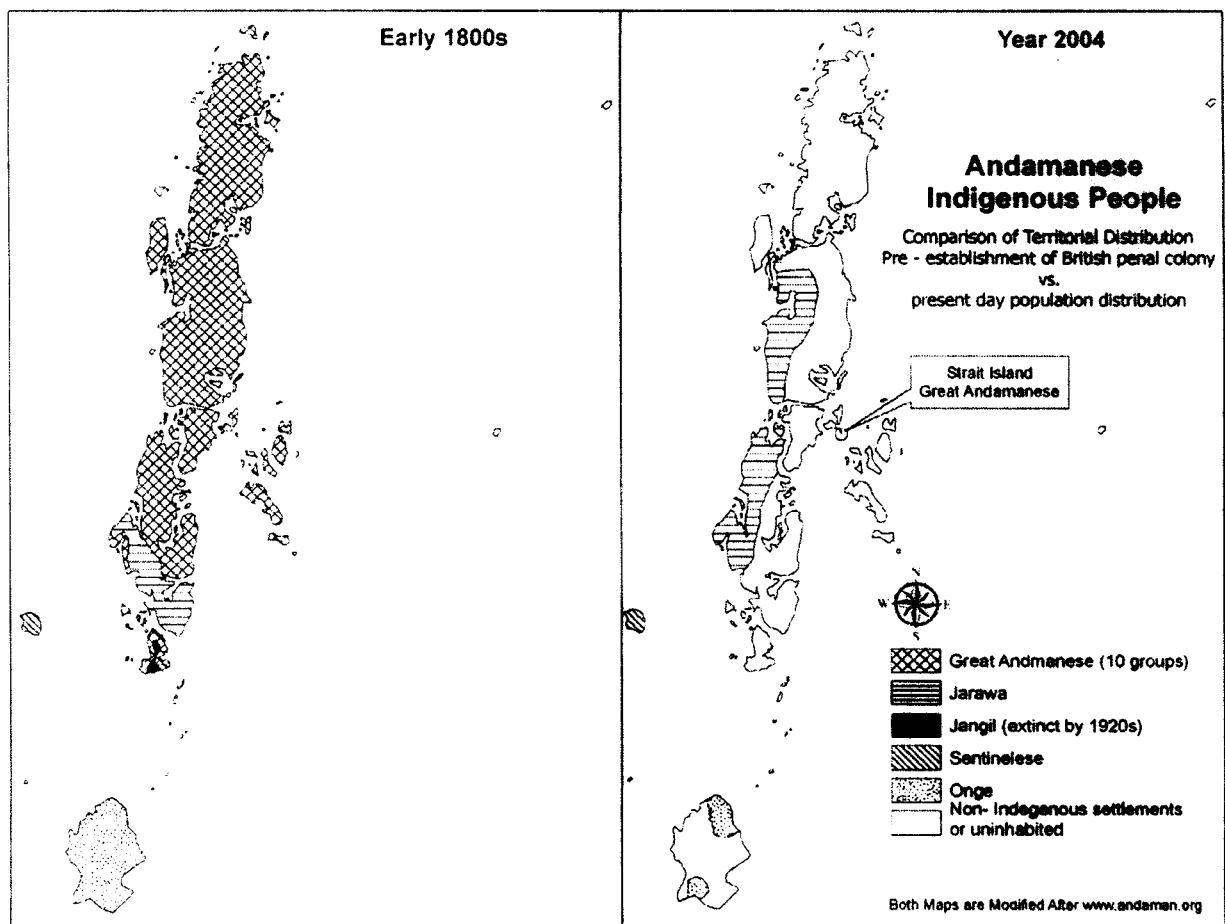 Early 1800s
Year 2004
Andamanese
Indigenous People
Comparison of Territorial Distribution
Pre - establishment of British penal colony
vs.
present day population distribution
Strait Island
Great Andamanese
N
W E
S
Great Andmanese (10 groups)
Jarawa
Jangil (extinct by 1920s)
Sentinelese
Onge
Non- Indegenous settlements
or uninhabited
Both Maps are Modified After www.andaman.org